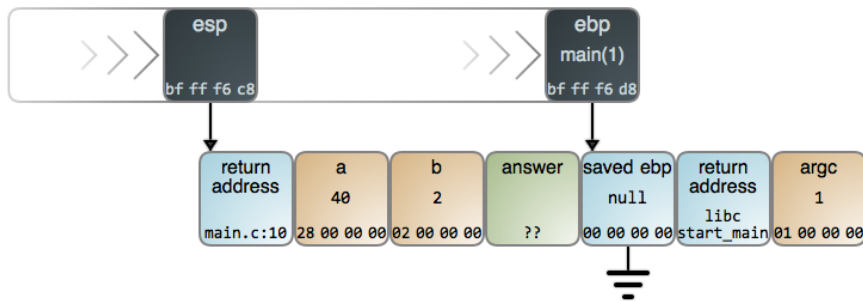 esp
bf ff f6 c8
ebp
main(1)
bf ff f6 d8
return
address
main.c:10
a
40
28 00 00 00
b
2
02 00 00 00
answer
??
saved ebp
null
00 00 00 00
return
address
libc
start_main
argc
1
01 00 00 00